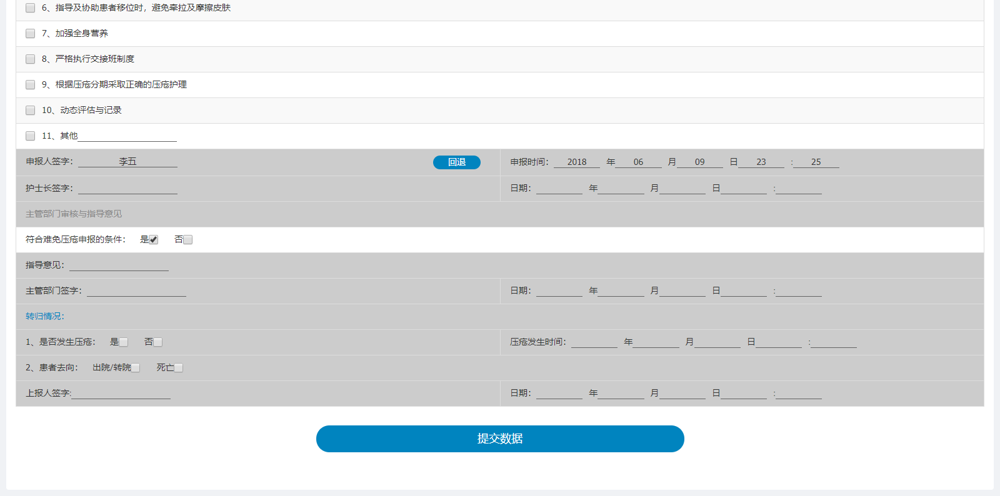 6、指导及协助患者移位时，避免牵拉及摩擦皮肤
7、加强全身营养
8、严格执行交接班制度
9、根据压疮分期采取正确的压疮护理
10、动态评估与记录
11、其他
申报人签字： 李五 回退 申报时间： 2018 年 06 月 09 日 23 : 25
护士长签字： 日期： 年 月 日 :
主管部门审核与指导意见
符合难免压疮申报的条件： 是 否
指导意见：
主管部门签字： 日期： 年 月 日 :
转归情况：
1、是否发生压疮： 是 否 压疮发生时间： 年 月 日 :
2、患者去向： 出院/转院 死亡
上报人签字: 日期： 年 月 日 :
提交数据